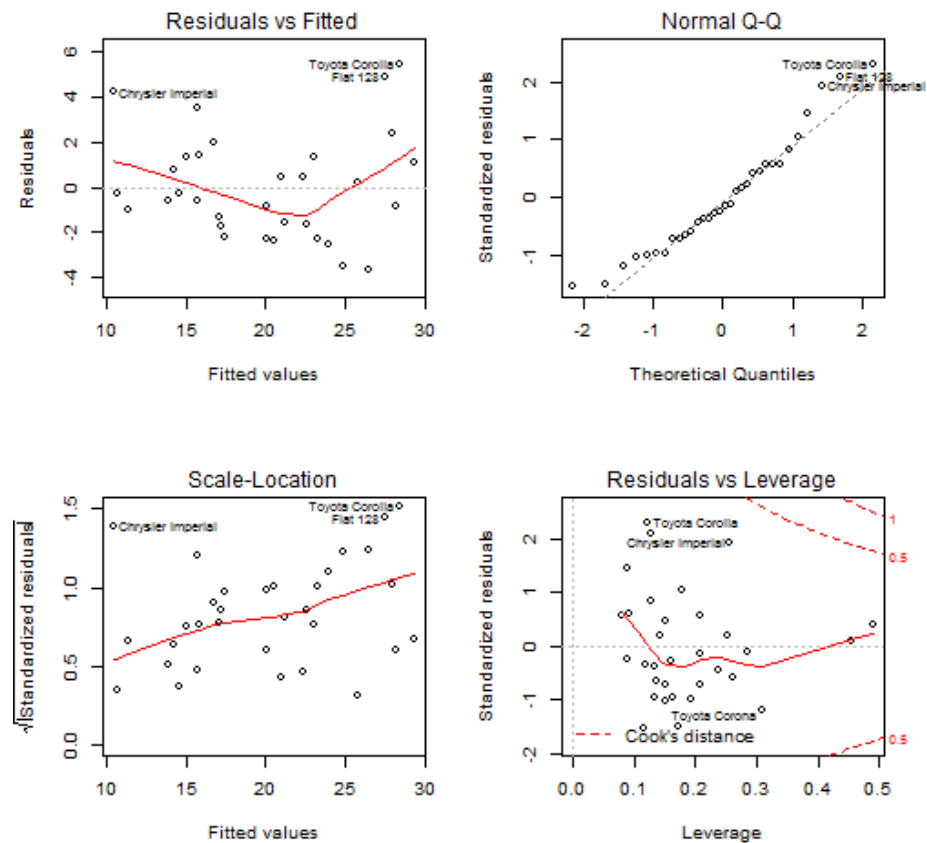 Residuals vs Fitted
Residuals
6
4
2
0
-2
-4
Toyota Corolla
Fiat 128
Chrysler Imperial
10 15 20 25 30
Fitted values
Normal Q-Q
Standardized residuals
2
1
0
-1
Toyota Corolla
Fiat 128
Chrysler Imperial
-2 -1 0 1 2
Theoretical Quantiles
Scale-Location
√|Standardized residuals|
1.5
1.0
0.5
0.0
Toyota Corolla
Fiat 128
Chrysler Imperial
10 15 20 25 30
Fitted values
Residuals vs Leverage
Standardized residuals
2
1
0
-1
-2
Toyota Corolla
Chrysler Imperial
Toyota Corona
Cook's distance
1
0.5
0.5
0.0 0.1 0.2 0.3 0.4 0.5
Leverage